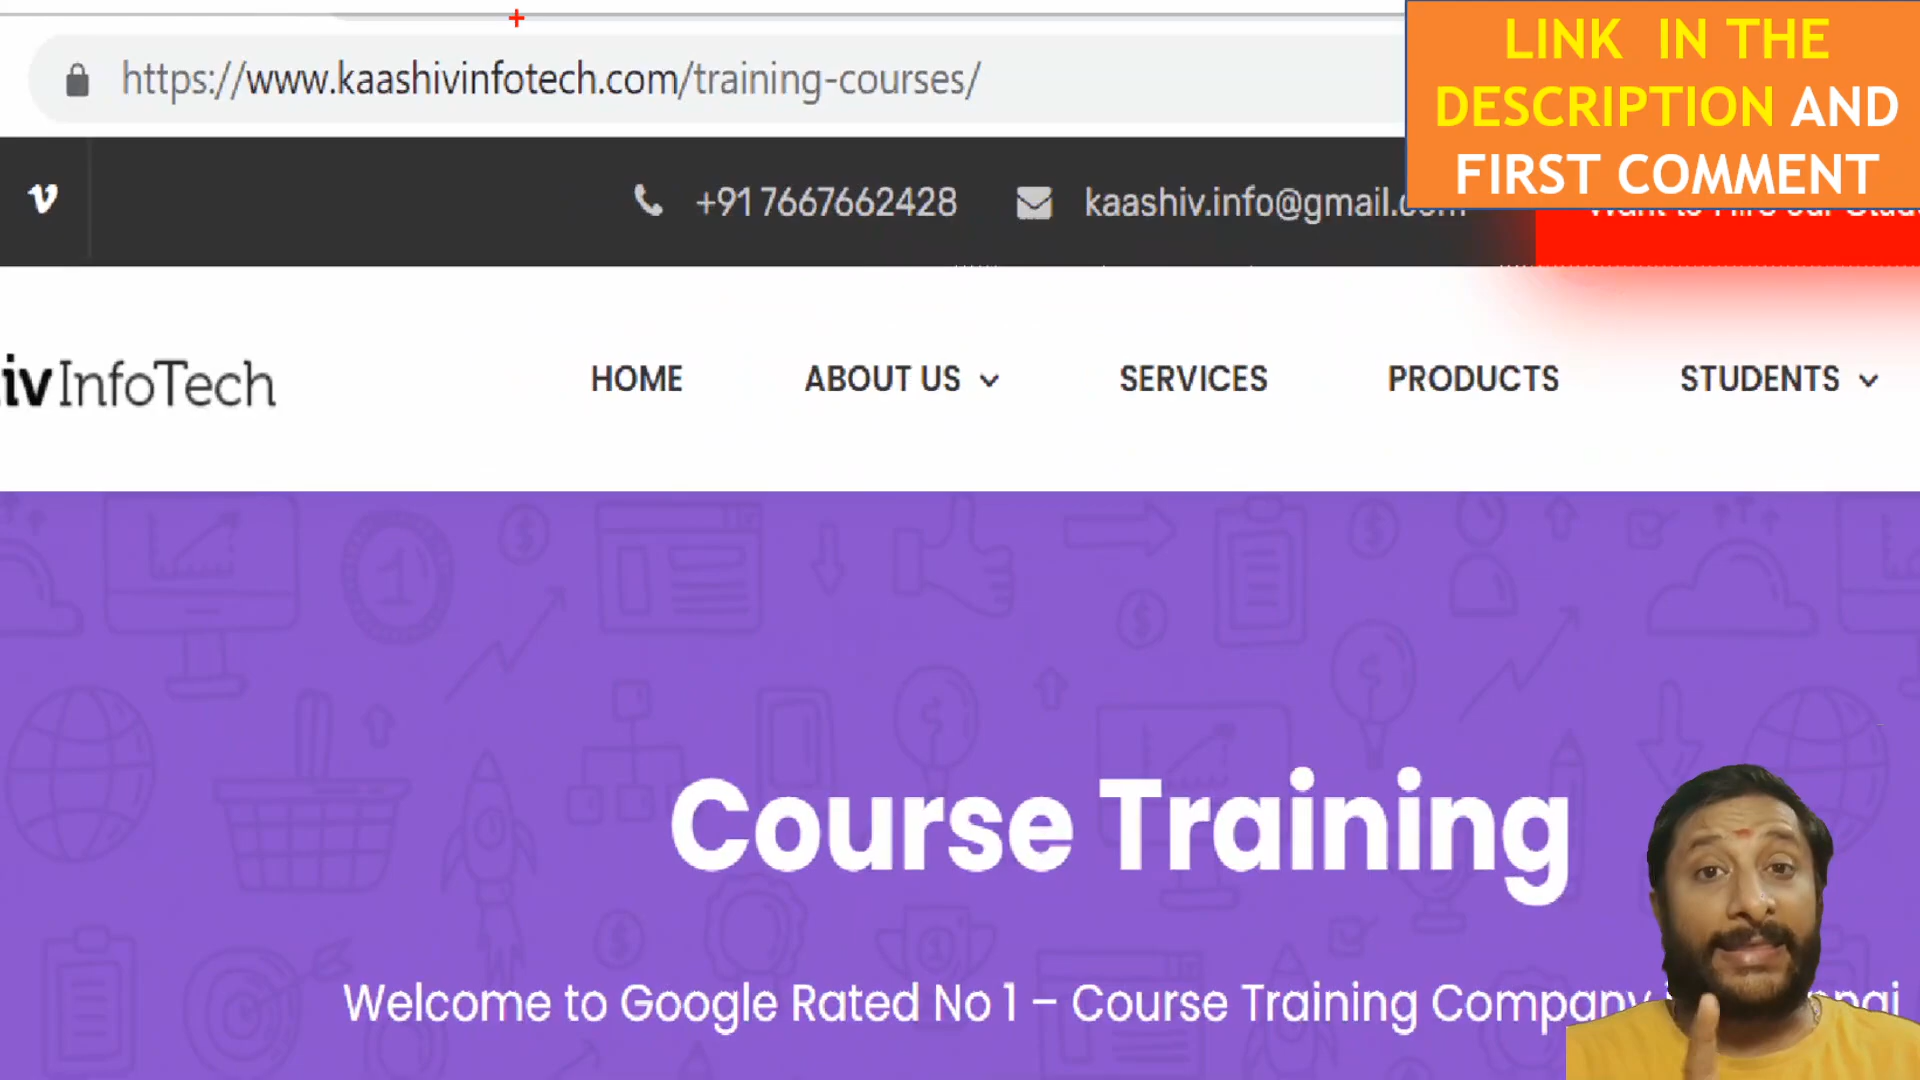 https://www.kaashivinfotech.com/training-courses/
LINK IN THE
DESCRIPTION AND
FIRST COMMENT
+91 7667662428
kaashiv.info@gmail.com
iv InfoTech
HOME
ABOUT US
SERVICES
PRODUCTS
STUDENTS
Course Training
Welcome to Google Rated No 1 – Course Training Company